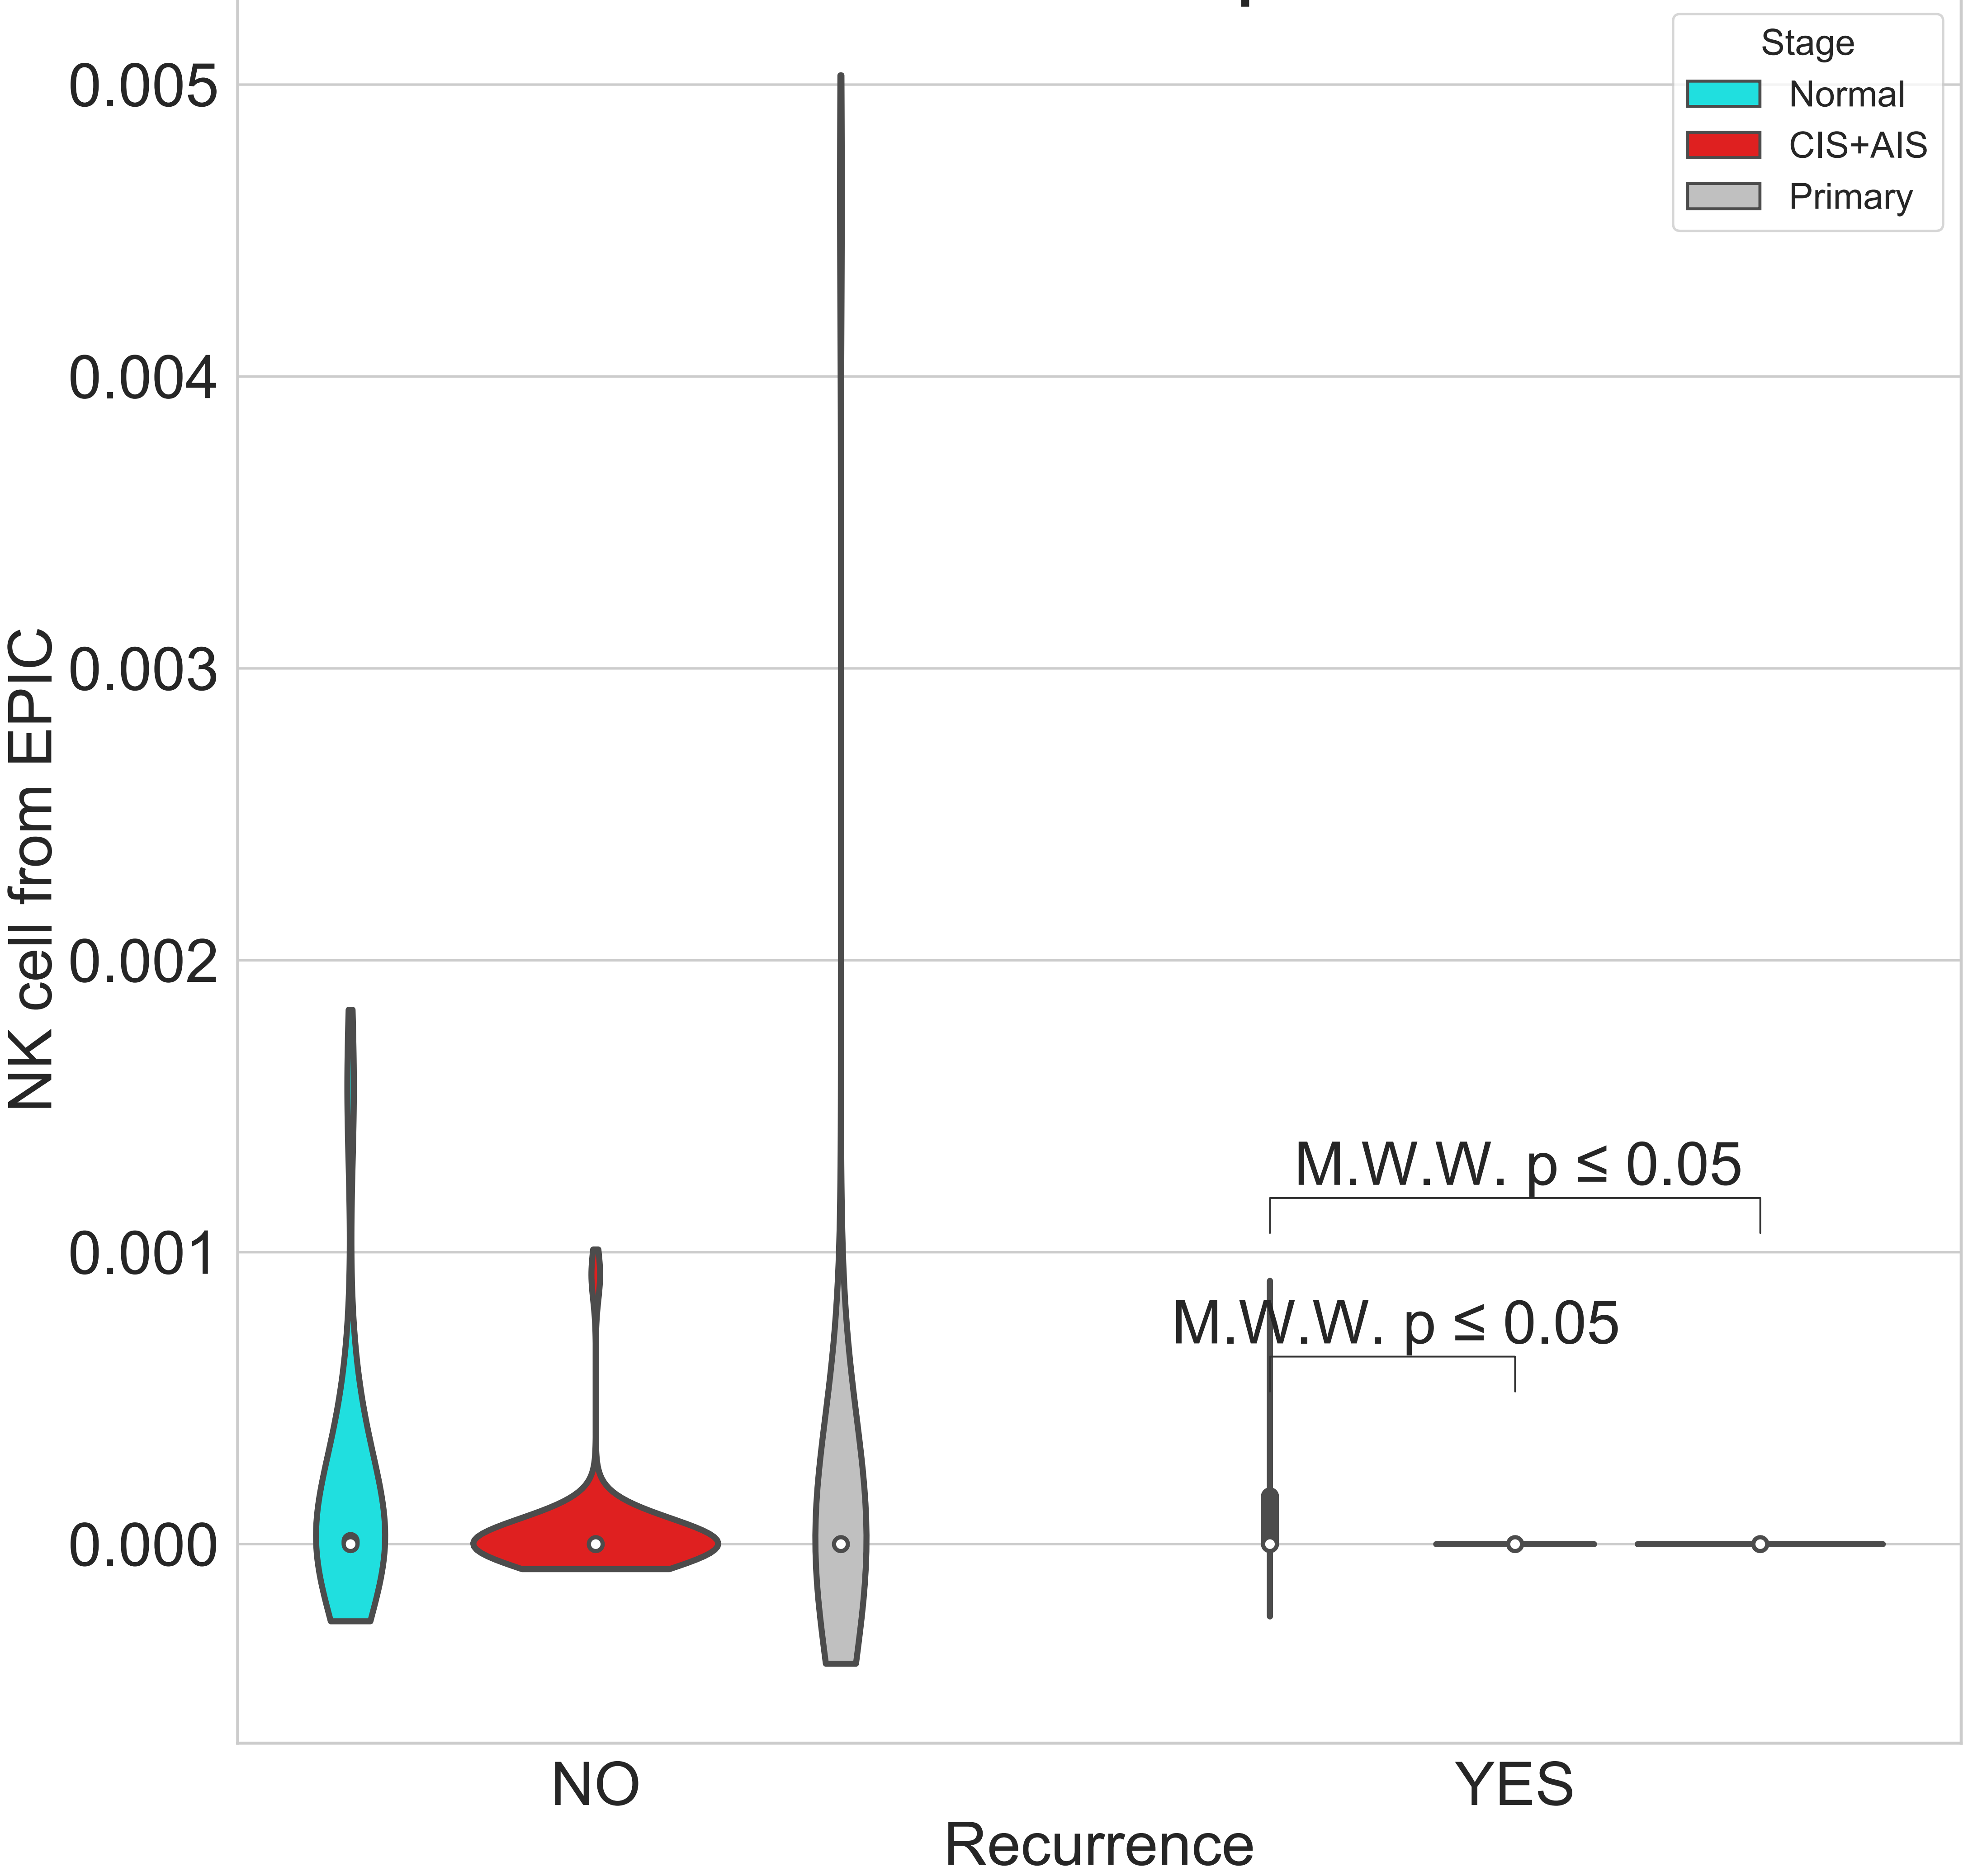 Stage
Normal
CIS+AIS
Primary
NK cell from EPIC
0.005
0.004
0.003
0.002
0.001
0.000
M.W.W. p ≤ 0.05
M.W.W. p ≤ 0.05
NO
YES
Recurrence